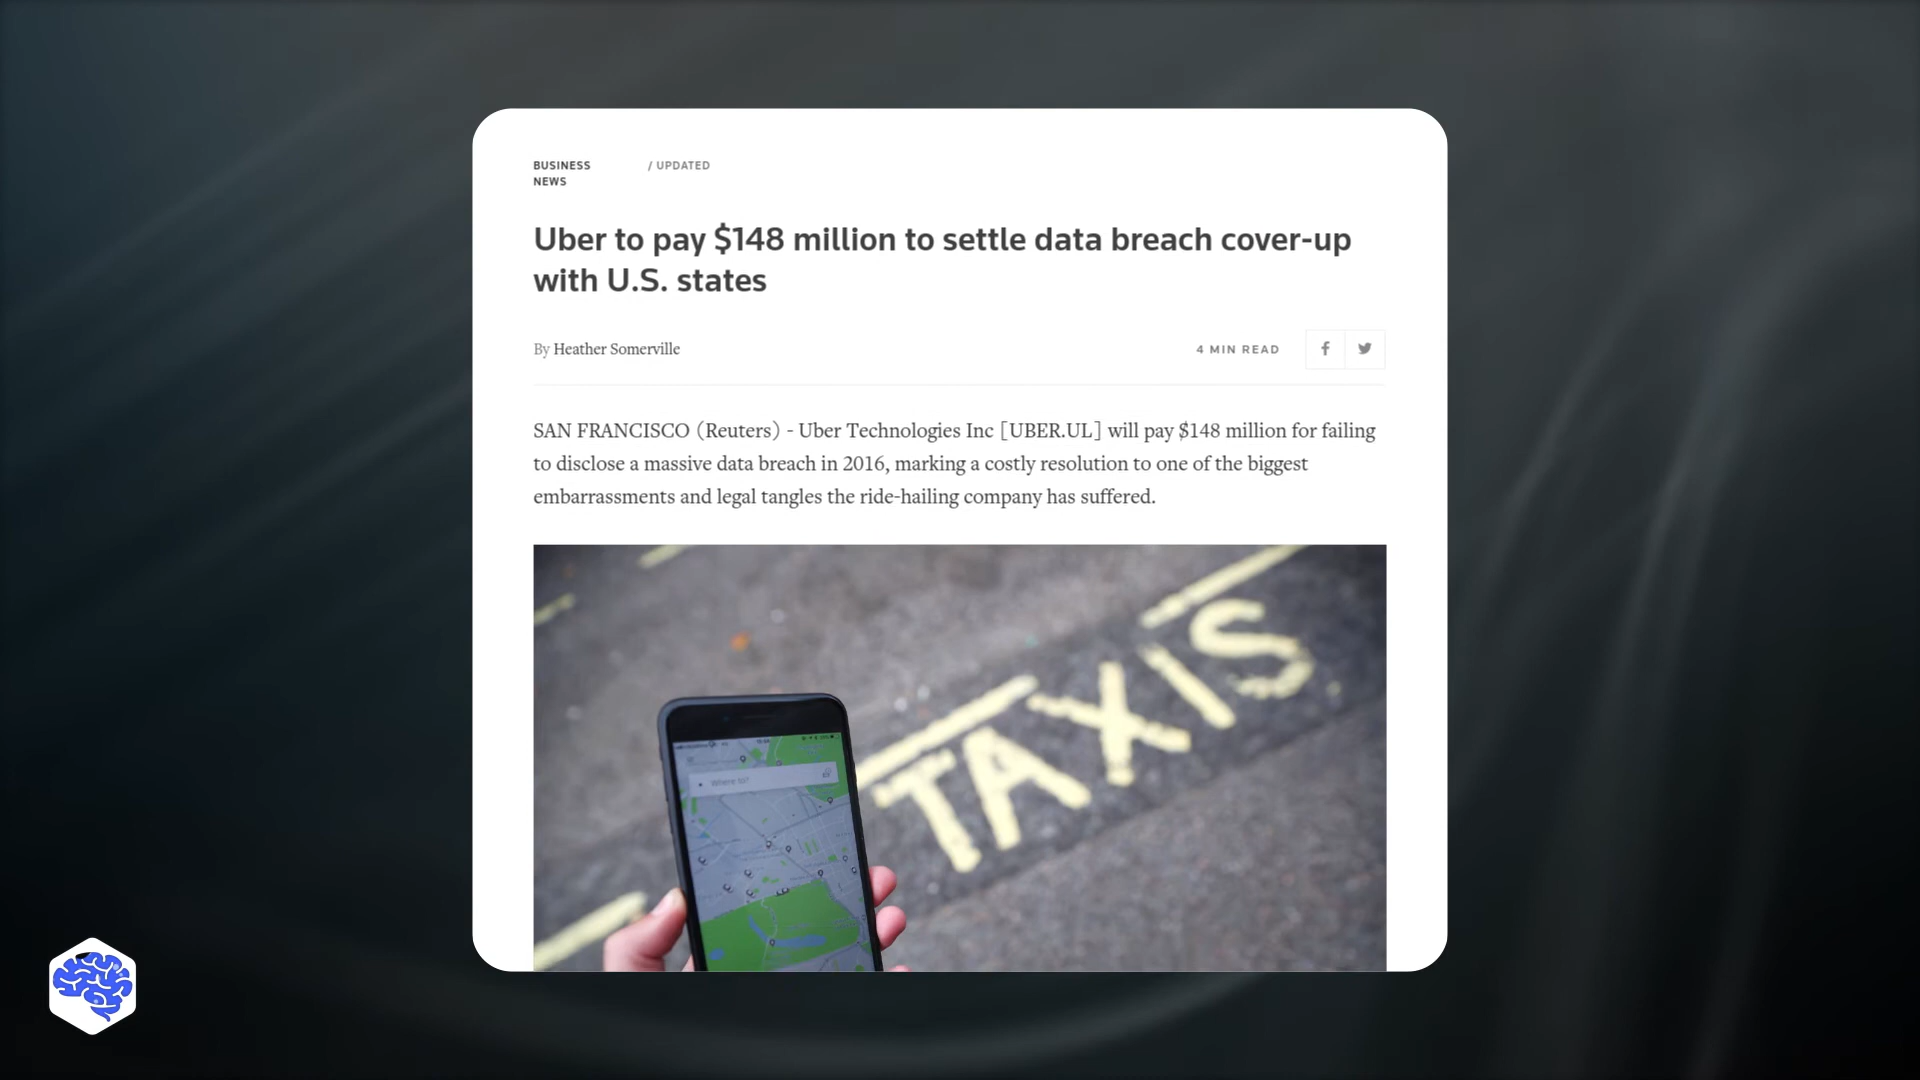 BUSINESS
NEWS
/ UPDATED
Uber to pay $148 million to settle data breach cover-up
with U.S. states
By Heather Somerville
4 MIN READ
SAN FRANCISCO (Reuters) - Uber Technologies Inc [UBER.UL] will pay $148 million for failing
to disclose a massive data breach in 2016, marking a costly resolution to one of the biggest
embarrassments and legal tangles the ride-hailing company has suffered.
TAXIS
Where to?